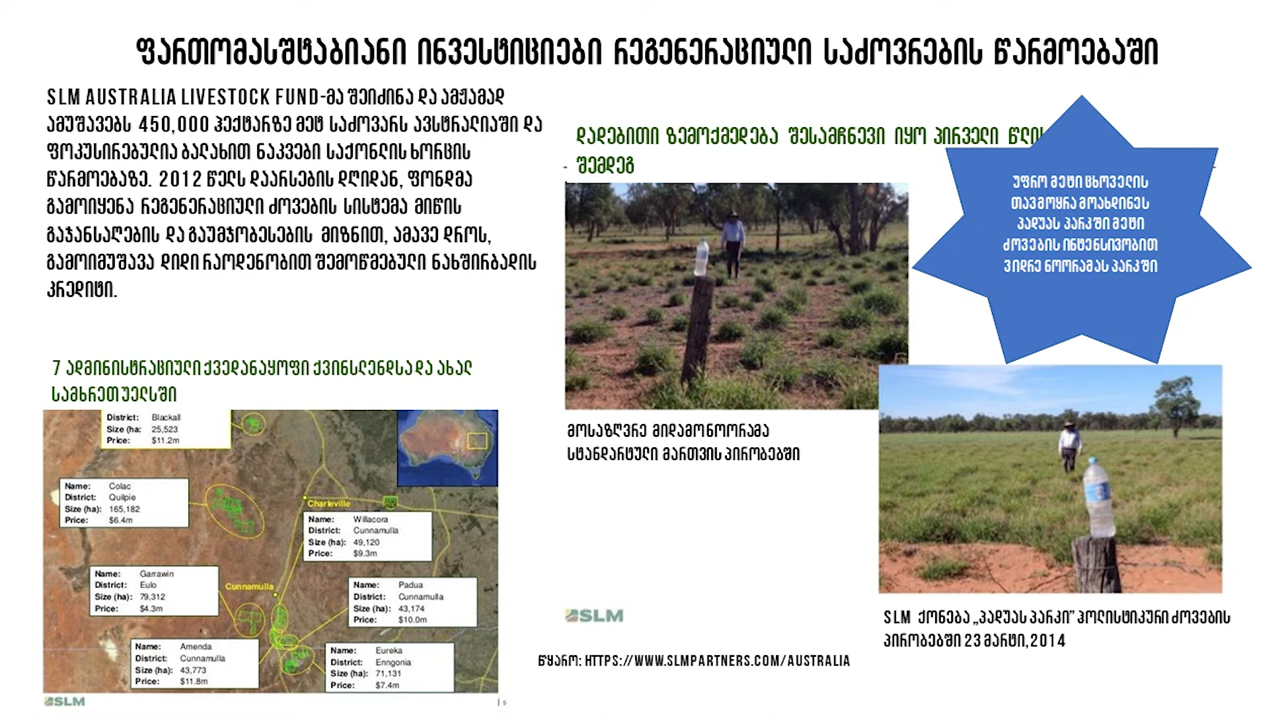 ფართომასშტაბიანი ინვესტიციები რეგენერაციული საძოვრების წარმოებაში
SLM AUSTRALIA LIVESTOCK FUND-მა შეიძინა და ამჟამად
ამუშავებს 450,000 ჰექტარზე მეტ საძოვარს ავსტრალიაში და
ფოკუსირებულია ბალახით ნაკვები საქონლის ხორცის
წარმოებაზე. 2012 წელს დაარსების დღიდან, ფონდმა
გამოიყენა რეგენერაციული ძოვების სისტემა მიწის
გაჯანსაღების და გაუმჯობესების მიზნით, ამავე დროს,
გამოიმუშავა დიდი რაოდენობით შემოწმებული ნახშირბადის
კრედიტი.
7 ადმინისტრაციული ქვედანაყოფი ქვინსლენდსა და ახალ
სამხრეთ უელსში
District: Blackall
Size (ha: 25,523
Price: $11.2m
Name: Colac
District: Quilpie
Size (ha): 165,182
Price: $6.4m
Charleville
Name: Willacora
District: Cunnamulla
Size (ha): 49,120
Price: $9.3m
Name: Garrawin
District: Eulo
Size (ha): 79,312
Price: $4.3m
Cunnamulla
Name: Padua
District: Cunnamulla
Size (ha): 43,174
Price: $10.0m
Name: Amenda
District: Cunnamulla
Size (ha): 43,773
Price: $11.8m
Name: Eureka
District: Enngonia
Size (ha): 71,131
Price: $7.4m
SLM
დადებითი ზემოქმედება შესამჩნევი იყო პირველი
- შემდეგ
უფრო მეტი ცხოველის
თავმოყრა მოახდინეს
პადუას პარკში მეტი
ძოვების ინტენსივობით
ვიდრე ნოორამას პარკში
მოსაზღვრე მიდამო ნოორამა
სტანდარტული მართვის პირობებში
SLM
SLM ქონება „პადუას პარკი” ჰოლისტიკური ძოვების
პირობებში 23 მარტი,2014
წყარო: HTTPS://WWW.SLMPARTNERS.COM/AUSTRALIA